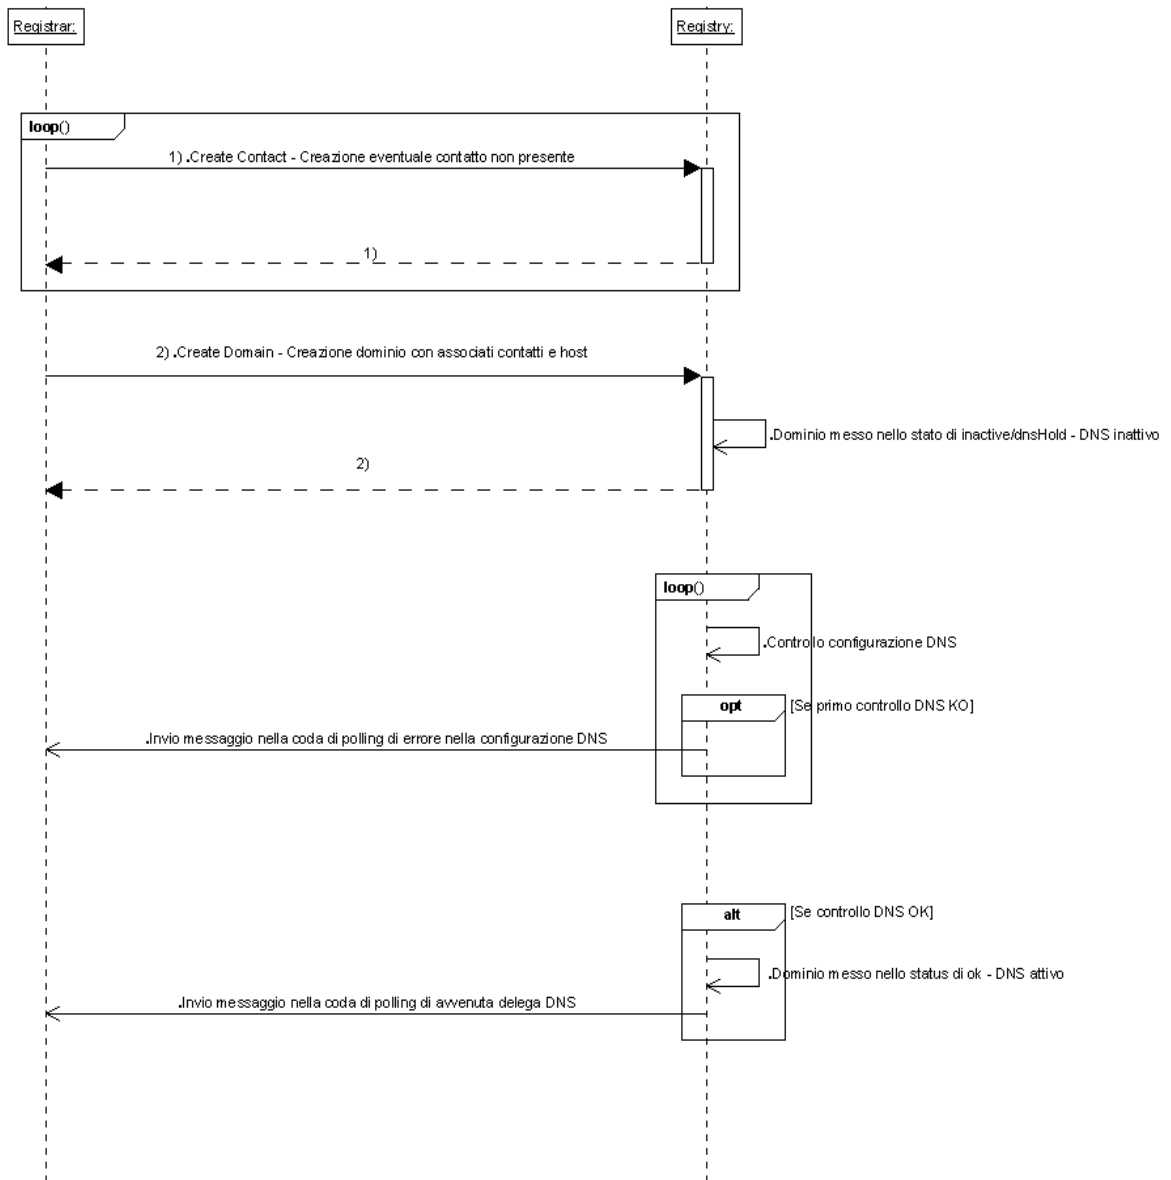 Registrar:
Registry:
loop()
1) .Create Contact - Creazione eventuale contatto non presente
1)
2) .Create Domain - Creazione dominio con associati contatti e host
.Dominio messo nello stato di inactive/dnsHold - DNS inattivo
2)
loop()
.Controllo configurazione DNS
opt
[Se primo controllo DNS KO]
.Invio messaggio nella coda di polling di errore nella configurazione DNS
alt
[Se controllo DNS OK]
.Dominio messo nello status di ok - DNS attivo
.Invio messaggio nella coda di polling di avvenuta delega DNS